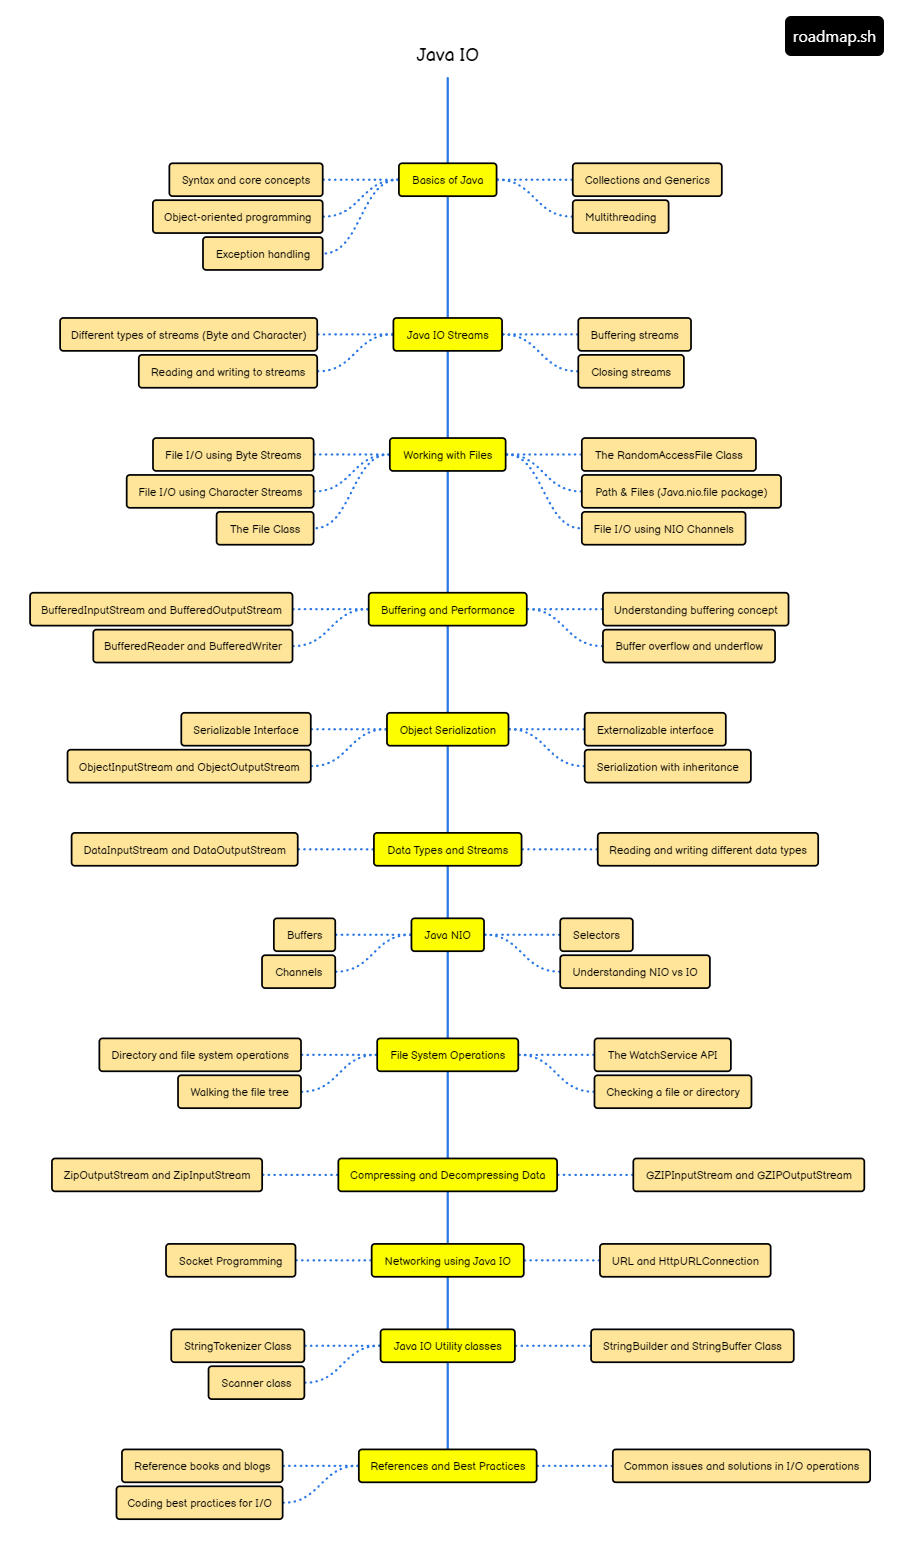 roadmap.sh
Java IO
Syntax and core concepts
Object-oriented programming
Exception handling
Basics of Java
Collections and Generics
Multithreading
Different types of streams (Byte and Character)
Reading and writing to streams
Java IO Streams
Buffering streams
Closing streams
File I/O using Byte Streams
File I/O using Character Streams
The File Class
Working with Files
The RandomAccessFile Class
Path & Files (Java.nio.file package)
File I/O using NIO Channels
BufferedInputStream and BufferedOutputStream
BufferedReader and BufferedWriter
Buffering and Performance
Understanding buffering concept
Buffer overflow and underflow
Serializable Interface
ObjectInputStream and ObjectOutputStream
Object Serialization
Externalizable interface
Serialization with inheritance
DataInputStream and DataOutputStream
Data Types and Streams
Reading and writing different data types
Buffers
Channels
Java NIO
Selectors
Understanding NIO vs IO
Directory and file system operations
Walking the file tree
File System Operations
The WatchService API
Checking a file or directory
ZipOutputStream and ZipInputStream
Compressing and Decompressing Data
GZIPInputStream and GZIPOutputStream
Socket Programming
Networking using Java IO
URL and HttpURLConnection
StringTokenizer Class
Scanner class
Java IO Utility classes
StringBuilder and StringBuffer Class
Reference books and blogs
Coding best practices for I/O
References and Best Practices
Common issues and solutions in I/O operations